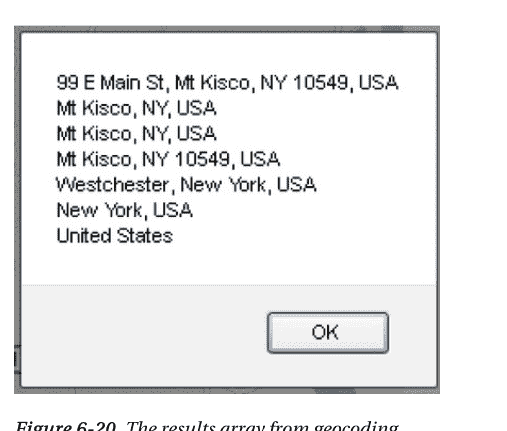 99 E Main St, Mt Kisco, NY 10549, USA
Mt Kisco, NY, USA
Mt Kisco, NY, USA
Mt Kisco, NY 10549, USA
Westchester, New York, USA
New York, USA
United States
OK
Figure 6-20. The results array from geocoding